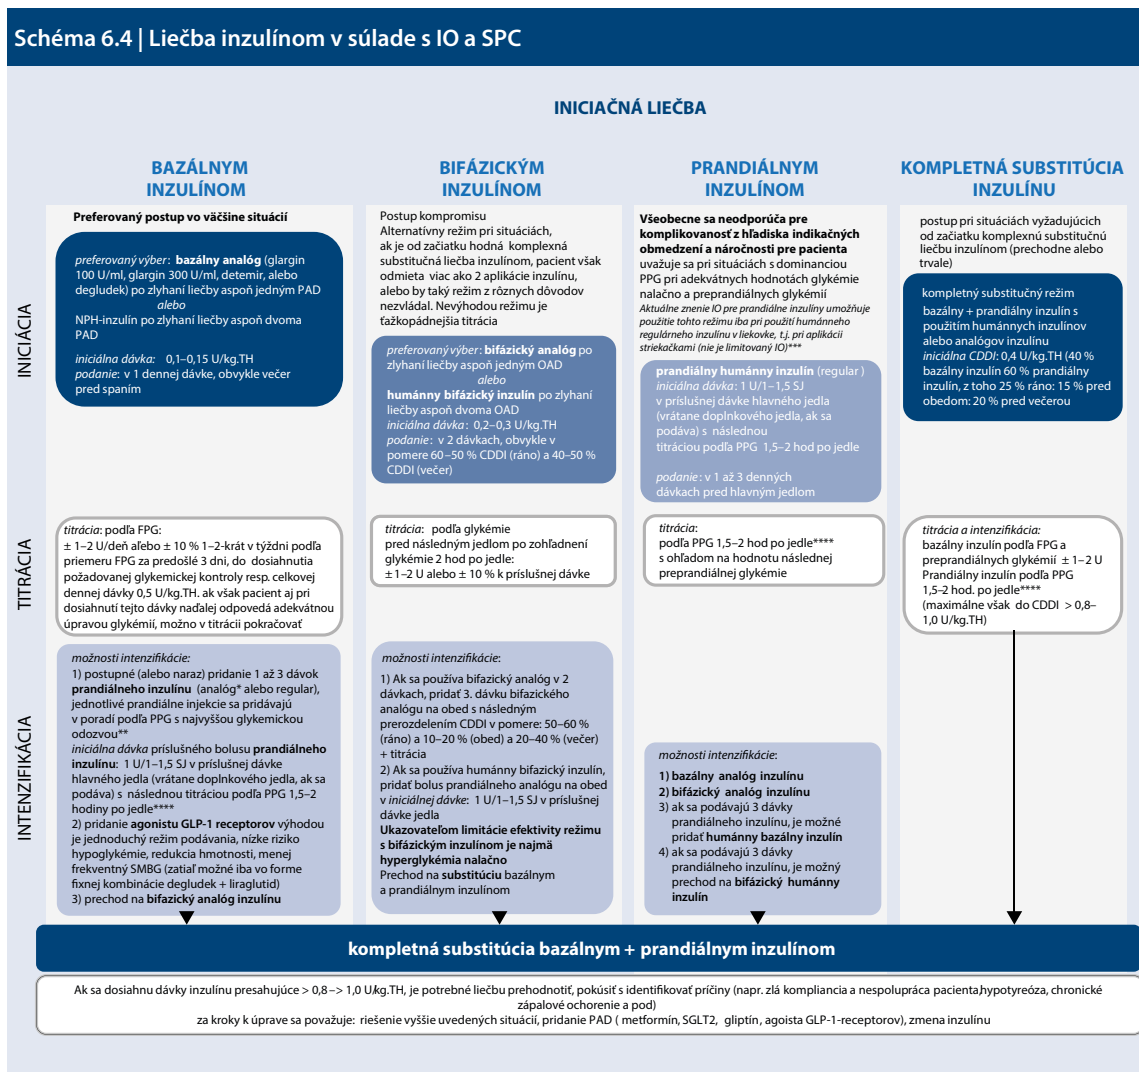 Schéma 6.4 | Liečba inzulínom v súlade s IO a SPC
INICIAČNÁ LIEČBA
BAZÁLNYM
INZULÍNOM
BIFÁZICKÝM
INZULÍNOM
PRANDIÁLNYM
INZULÍNOM
KOMPLETNÁ SUBSTITÚCIA
INZULÍNU
INICIÁCIA
Preferovaný postup vo väčšine situácií
preferovaný výber: bazálny analóg (glargin
100 U/ml, glargin 300 U/ml, detemir, alebo
degludek) po zlyhaní liečby aspoň jedným PAD
alebo
NPH-inzulín po zlyhaní liečby aspoň dvoma
PAD
iniciálna dávka: 0,1–0,15 U/kg.TH
podanie: v 1 dennej dávke, obvykle večer
pred spaním
Postup kompromisu
Alternatívny režim pri situáciách,
ak je od začiatku hodná komplexná
substitučná liečba inzulínom, pacient však
odmieta viac ako 2 aplikácie inzulínu,
alebo by taký režim z rôznych dôvodov
nezvládal. Nevýhodou režimu je
ťažkopádnejšia titrácia
preferovaný výber: bifázický analóg po
zlyhaní liečby aspoň jedným OAD
alebo
humánny bifázický inzulín po zlyhaní
liečby aspoň dvoma OAD
iniciálna dávka: 0,2–0,3 U/kg.TH
podanie: v 2 dávkach, obvykle v
pomere 60–50 % CDDI (ráno) a 40–50 %
CDDI (večer)
Všeobecne sa neodporúča pre
komplikovanosť z hľadiska indikačných
obmedzení a náročnosti pre pacienta
uvažuje sa pri situáciách s dominanciou
PPG pri adekvátnych hodnotách glykémie
nalačno a preprandiálnych glykémií
Aktuálne znenie IO pre prandiálne inzulíny umožňuje
použitie tohto režimu iba pri použití humánneho
regulárneho inzulínu v liekovke, t.j. pri aplikácii
striekačkami (nie je limitovaný IO)***
prandiálny humánny inzulín (regular )
iniciálna dávka: 1 U/1–1,5 SJ
v príslušnej dávke hlavného jedla
(vrátane doplnkového jedla, ak sa
podáva) s následnou
titráciou podľa PPG 1,5–2 hod po jedle
podanie: v 1 až 3 denných
dávkach pred hlavným jedlom
postup pri situáciách vyžadujúcich
od začiatku komplexnú substitučnú
liečbu inzulínom (prechodne alebo
trvale)
kompletný substitučný režim
bazálny + prandiálny inzulín s
použitím humánnych inzulínov
alebo analógov inzulínu
iniciálna CDDI: 0,4 U/kg.TH (40 %
bazálny inzulín 60 % prandiálny
inzulín, z toho 25 % ráno: 15 % pred
obedom: 20 % pred večerou
TITRÁCIA
titrácia: podľa FPG:
± 1–2 U/deň aľebo ± 10 % 1–2-krát v týždni podľa
priemeru FPG za predošlé 3 dni, do dosiahnutia
požadovanej glykemickej kontroly resp. celkovej
dennej dávky 0,5 U/kg.TH. ak však pacient aj pri
dosiahnutí tejto dávky naďalej odpovedá adekvátnou
úpravou glykémií, možno v titrácii pokračovať
titrácia: podľa glykémie
pred následným jedlom po zohľadnení
glykémie 2 hod po jedle:
± 1–2 U alebo ± 10 % k príslušnej dávke
titrácia:
podľa PPG 1,5–2 hod po jedle****
s ohľadom na hodnotu následnej
preprandiálnej glykémie
titrácia a intenzifikácia:
bazálny inzulín podľa FPG a
preprandiálnych glykémií ± 1–2 U
Prandiálny inzulín podľa PPG
1,5–2 hod. po jedle****
(maximálne však do CDDI > 0,8–
1,0 U/kg.TH)
INTENZIFIKÁCIA
možnosti intenzifikácie:
1) postupné (alebo naraz) pridanie 1 až 3 dávok
prandiálneho inzulínu (analóg* alebo regular),
jednotlivé prandiálne injekcie sa pridávajú
v poradí podľa PPG s najvyššou glykemickou
odozvou**
iniciálna dávka príslušného bolusu prandiálneho
inzulínu: 1 U/1–1,5 SJ v príslušnej dávke
hlavného jedla (vrátane doplnkového jedla, ak sa
podáva) s následnou titráciou podľa PPG 1,5–2
hodiny po jedle****
2) pridanie agonistu GLP-1 receptorov výhodou
je jednoduchý režim podávania, nízke riziko
hypoglykémie, redukcia hmotnosti, menej
frekventný SMBG (zatiaľ možné iba vo forme
fixnej kombinácie degludek + liraglutid)
3) prechod na bifazický analóg inzulínu
možnosti intenzifikácie:
1) Ak sa používa bifazický analóg v 2
dávkach, pridať 3. dávku bifazického
analógu na obed s následným
prerozdelením CDDI v pomere: 50–60 %
(ráno) a 10–20 % (obed) a 20–40 % (večer)
+ titrácia
2) Ak sa používa humánny bifazický inzulín,
pridať bolus prandiálneho analógu na obed
v iniciálnej dávke: 1 U/1–1,5 SJ v príslušnej
dávke jedla
Ukazovateľom limitácie efektivity režimu
s bifázickým inzulínom je najmä
hyperglykémia nalačno
Prechod na substitúciu bazálnym
a prandiálnym inzulínom
možnosti intenzifikácie:
1) bazálny analóg inzulínu
2) bifázický analóg inzulínu
3) ak sa podávajú 3 dávky
prandiálneho inzulínu, je možné
pridať humánny bazálny inzulín
4) ak sa podávajú 3 dávky
prandiálneho inzulínu, je možný
prechod na bifázický humánny
inzulín
kompletná substitúcia bazálnym + prandiálnym inzulínom
Ak sa dosiahnu dávky inzulínu presahujúce > 0,8 –> 1,0 U/kg.TH, je potrebné liečbu prehodnotiť, pokúsiť s identifikovať príčiny (napr. zlá kompliancia a nespolupráca pacienta,hypotyreóza, chronické
zápalové ochorenie a pod)
za kroky k úprave sa považuje: riešenie vyššie uvedených situácií, pridanie PAD ( metformín, SGLT2, gliptín, agoista GLP-1-receptorov), zmena inzulínu